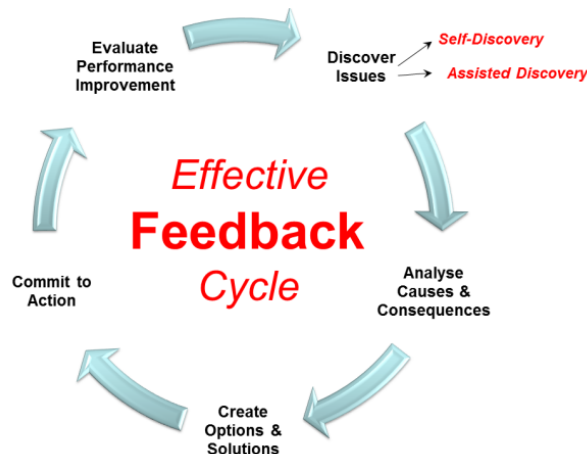 Evaluate
Performance
Improvement
Discover
Issues
Self-Discovery
Assisted Discovery
Effective
Feedback
Cycle
Analyse
Causes &
Consequences
Commit to
Action
Create
Options &
Solutions